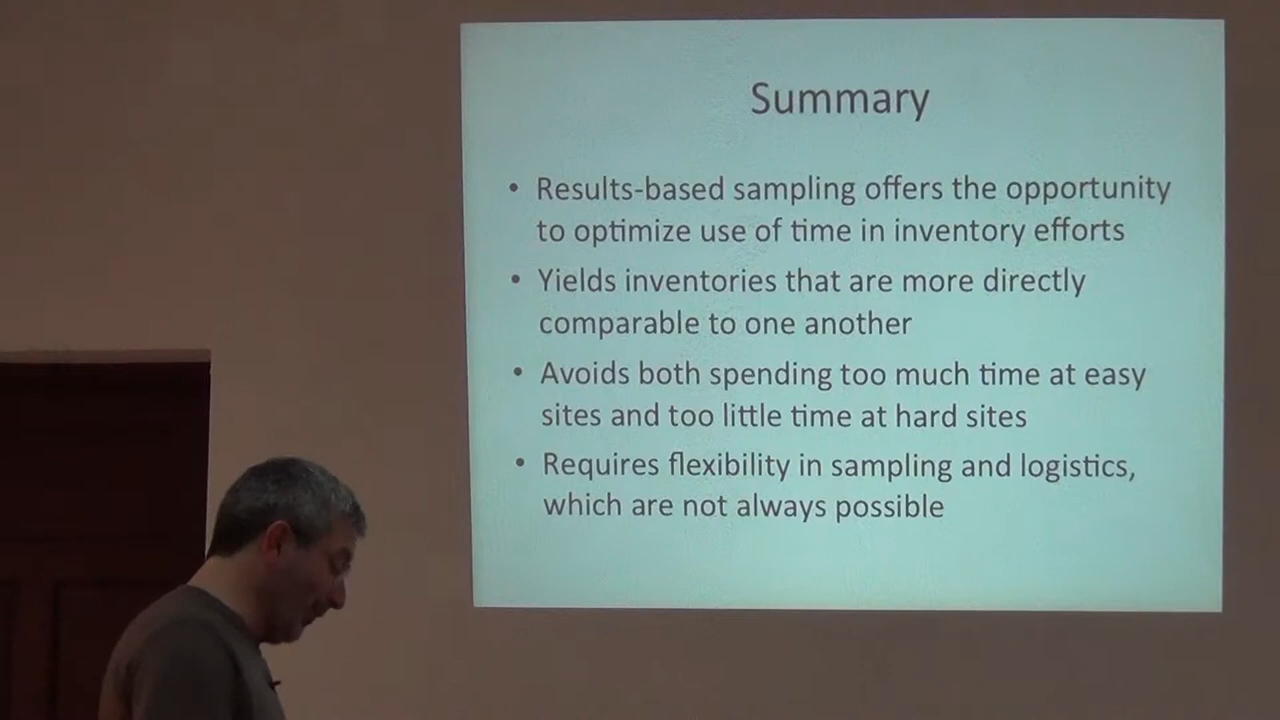 Summary
• Results-based sampling offers the opportunity
to optimize use of time in inventory efforts
• Yields inventories that are more directly
comparable to one another
• Avoids both spending too much time at easy
sites and too little time at hard sites
• Requires flexibility in sampling and logistics,
which are not always possible